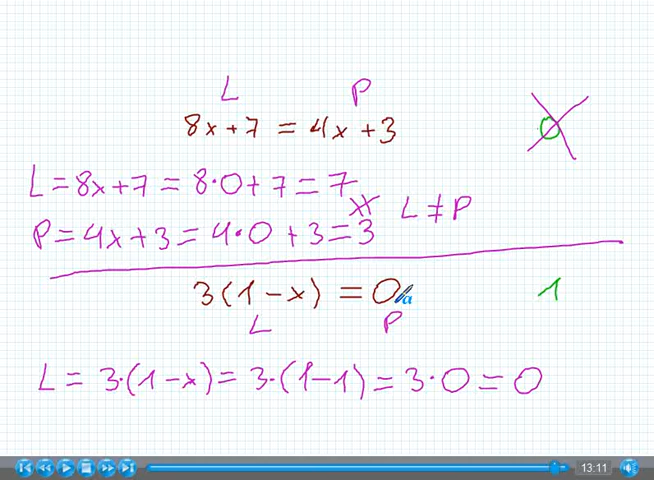 L P
8x+7 = 4x+3 0
L = 8x+7 = 8·0+7 = 7
L ≠ P
P = 4x+3 = 4·0+3 = 3
3(1-x) = 0 1
L P
L = 3·(1-x) = 3·(1-1) = 3·0 = 0
13:11